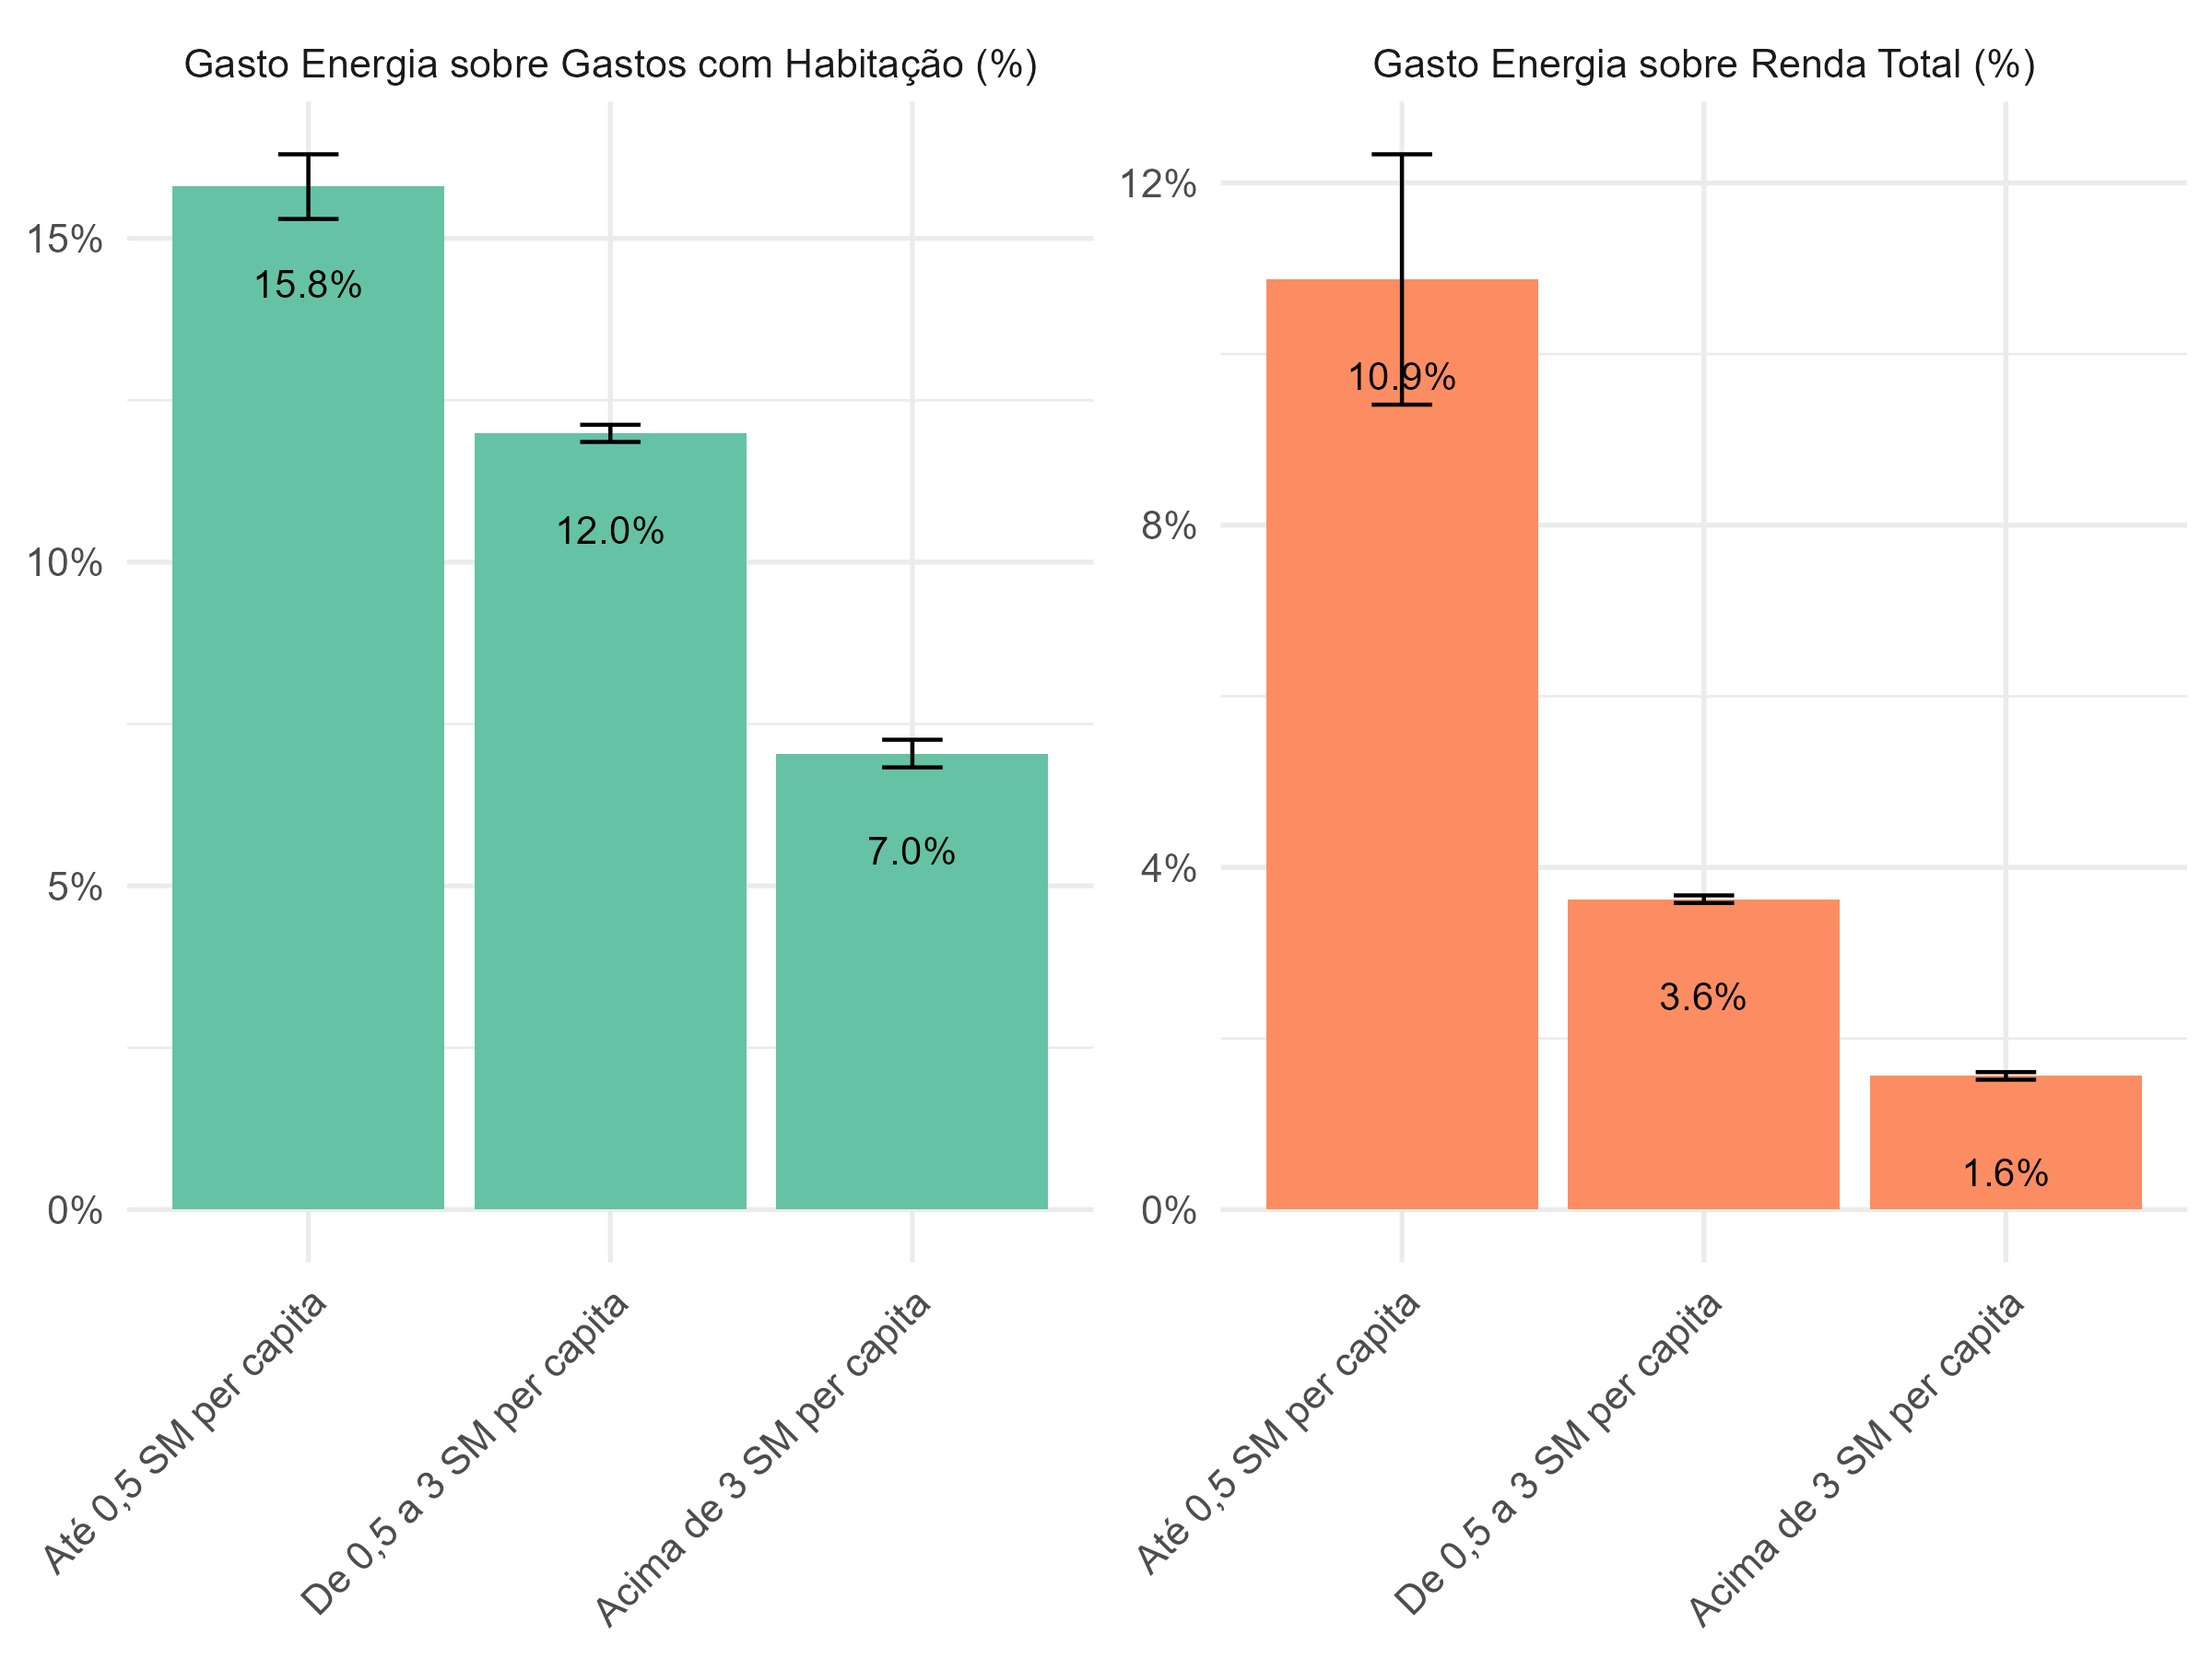 Gasto Energia sobre Gastos com Habitação (%)
15%
10%
5%
0%
15.8%
12.0%
7.0%
Até 0,5 SM per capita
De 0,5 a 3 SM per capita
Acima de 3 SM per capita
Gasto Energia sobre Renda Total (%)
12%
8%
4%
0%
10.9%
3.6%
1.6%
Até 0,5 SM per capita
De 0,5 a 3 SM per capita
Acima de 3 SM per capita